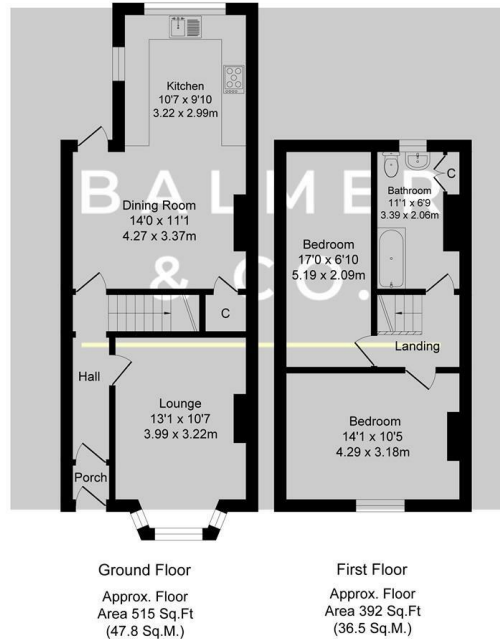 Kitchen
10'7 x 9'10
3.22 x 2.99m
BALMER
& CO.
Dining Room
14'0 x 11'1
4.27 x 3.37m
C
Hall
Lounge
13'1 x 10'7
3.99 x 3.22m
Porch
Bathroom
11'1 x 6'9
3.39 x 2.06m
C
Bedroom
17'0 x 6'10
5.19 x 2.09m
Landing
Bedroom
14'1 x 10'5
4.29 x 3.18m
Ground Floor
Approx. Floor
Area 515 Sq.Ft
(47.8 Sq.M.)
First Floor
Approx. Floor
Area 392 Sq.Ft
(36.5 Sq.M.)